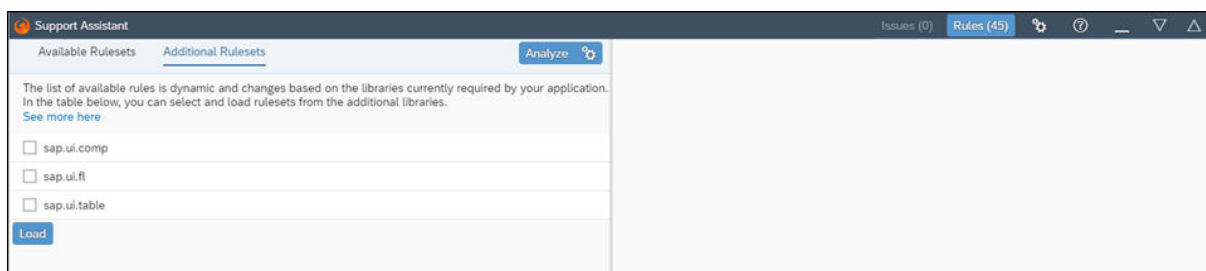 Support Assistant
Issues (0)
Rules (45)
Available Rulesets
Additional Rulesets
Analyze
The list of available rules is dynamic and changes based on the libraries currently required by your application.
In the table below, you can select and load rulesets from the additional libraries.
See more here
sap.ui.comp
sap.ui.fl
sap.ui.table
Load